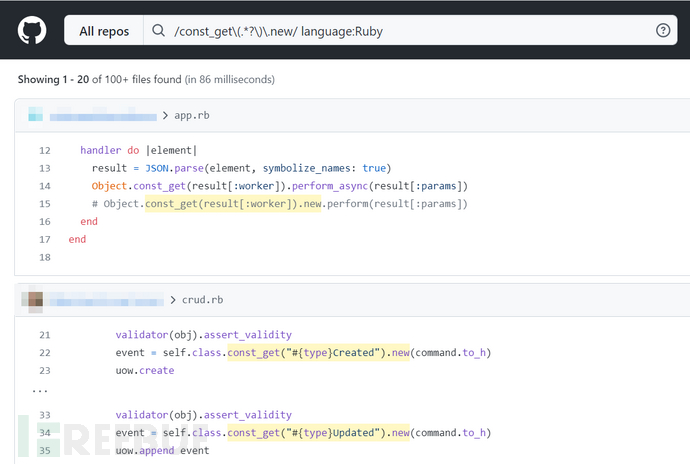 All repos
/const_get\(.*?\)\.new/ language:Ruby
Showing 1 - 20 of 100+ files found (in 86 milliseconds)
> app.rb
12 handler do |element|
13 result = JSON.parse(element, symbolize_names: true)
14 Object.const_get(result[:worker]).perform_async(result[:params])
15 # Object.const_get(result[:worker]).new.perform(result[:params])
16 end
17 end
18
> crud.rb
21 validator(obj).assert_validity
22 event = self.class.const_get("#{type}Created").new(command.to_h)
23 uow.create
...
33 validator(obj).assert_validity
34 event = self.class.const_get("#{type}Updated").new(command.to_h)
35 uow.append event
FREEBUF